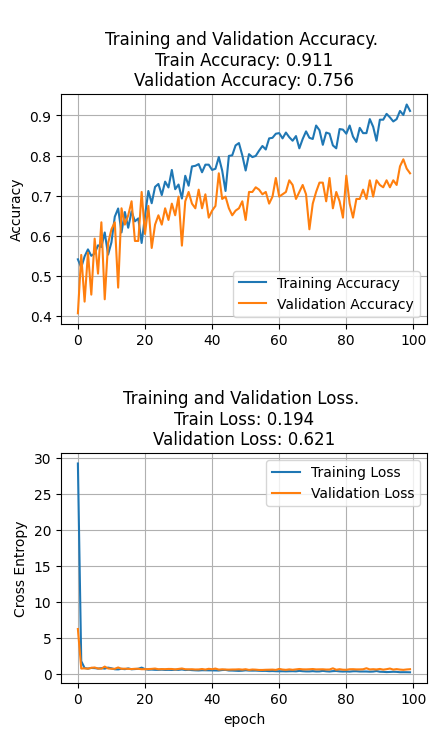 Training and Validation Accuracy.
Train Accuracy: 0.911
Validation Accuracy: 0.756
0.9
0.8
0.7
0.6
0.5
0.4
Accuracy
Training Accuracy
Validation Accuracy
0 20 40 60 80 100
Training and Validation Loss.
Train Loss: 0.194
Validation Loss: 0.621
30
25
20
15
10
5
0
Cross Entropy
Training Loss
Validation Loss
0 20 40 60 80 100
epoch